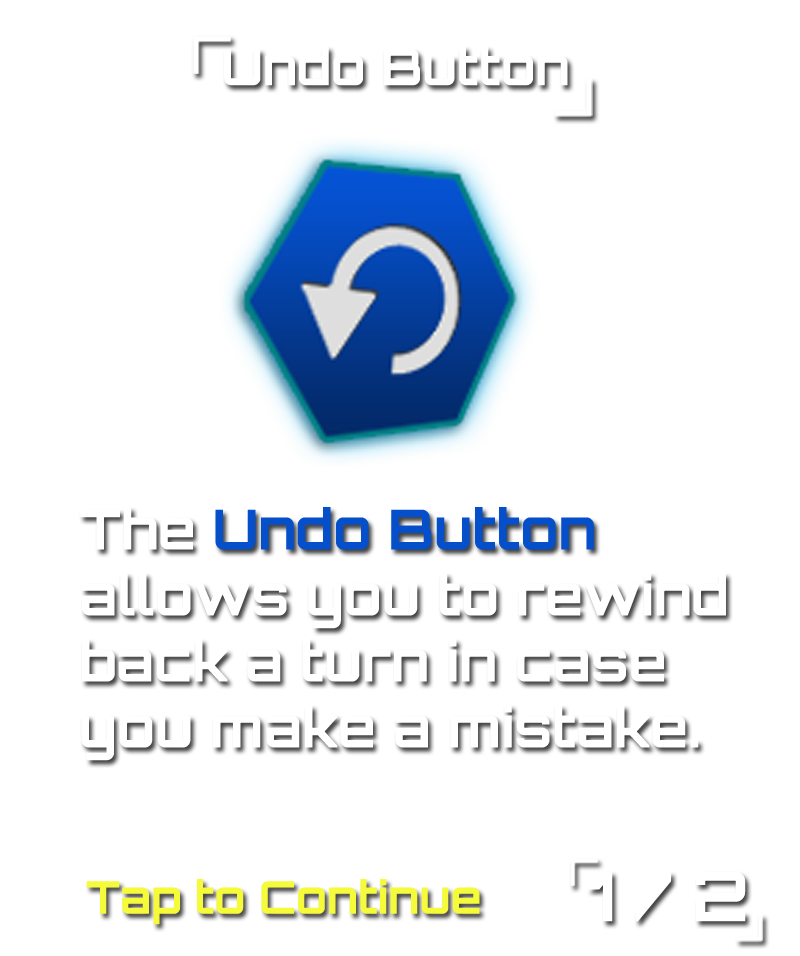 Undo Button
The Undo Button
allows you to rewind
back a turn in case
you make a mistake.
Tap to Continue
1 / 2